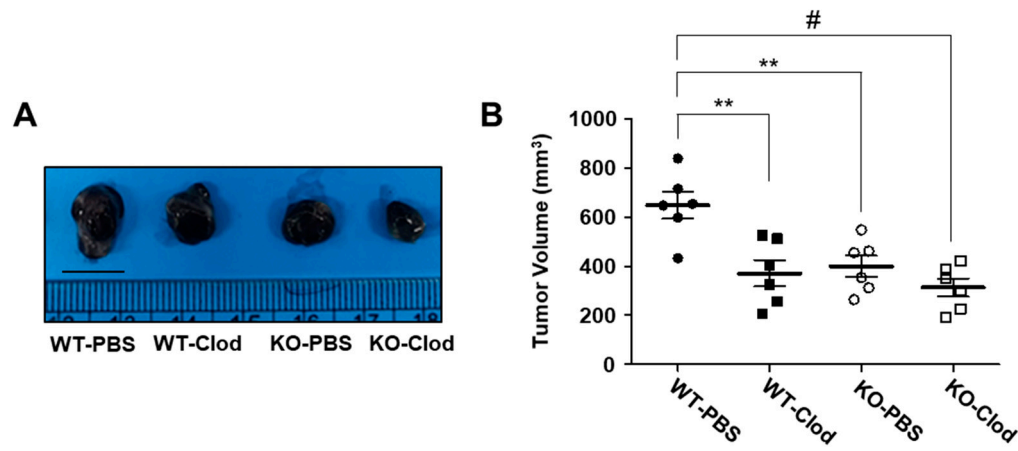 A
WT-PBS WT-Clod KO-PBS KO-Clod
B
#
**
**
Tumor Volume (mm³)
1000
800
600
400
200
0
WT-PBS
WT-Clod
KO-PBS
KO-Clod